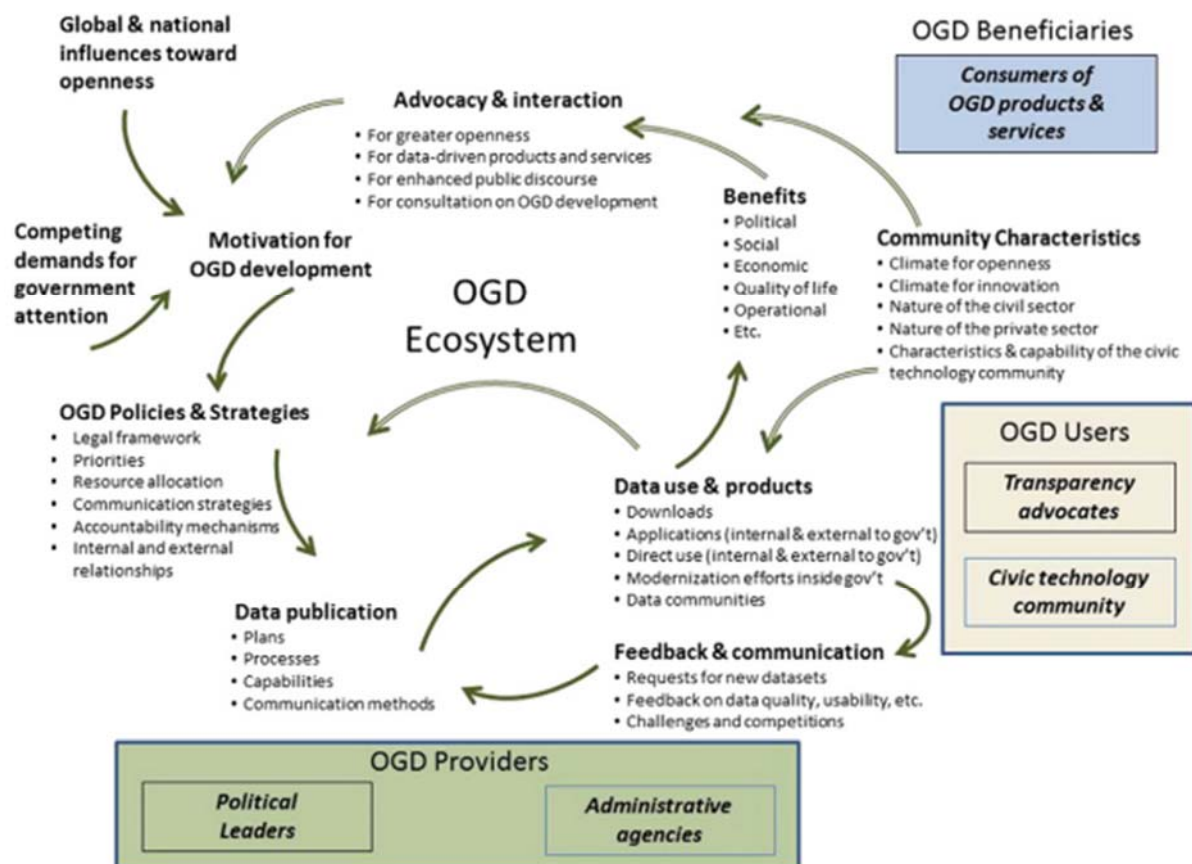 Global & national
influences toward
openness
OGD Beneficiaries
Consumers of
OGD products &
services
Advocacy & interaction
• For greater openness
• For data-driven products and services
• For enhanced public discourse
• For consultation on OGD development
Benefits
• Political
• Social
• Economic
• Quality of life
• Operational
• Etc.
Community Characteristics
• Climate for openness
• Climate for innovation
• Nature of the civil sector
• Nature of the private sector
• Characteristics & capability of the civic
technology community
Competing
demands for
government
attention
Motivation for
OGD development
OGD
Ecosystem
OGD Policies & Strategies
▪ Legal framework
▪ Priorities
▪ Resource allocation
▪ Communication strategies
▪ Accountability mechanisms
▪ Internal and external
relationships
OGD Users
Transparency
advocates
Civic technology
community
Data use & products
• Downloads
• Applications (internal & external to gov't)
• Direct use (internal & external to gov't)
• Modernization efforts inside gov't
• Data communities
Data publication
• Plans
• Processes
• Capabilities
• Communication methods
Feedback & communication
• Requests for new datasets
• Feedback on data quality, usability, etc.
• Challenges and competitions
OGD Providers
Political
Leaders
Administrative
agencies